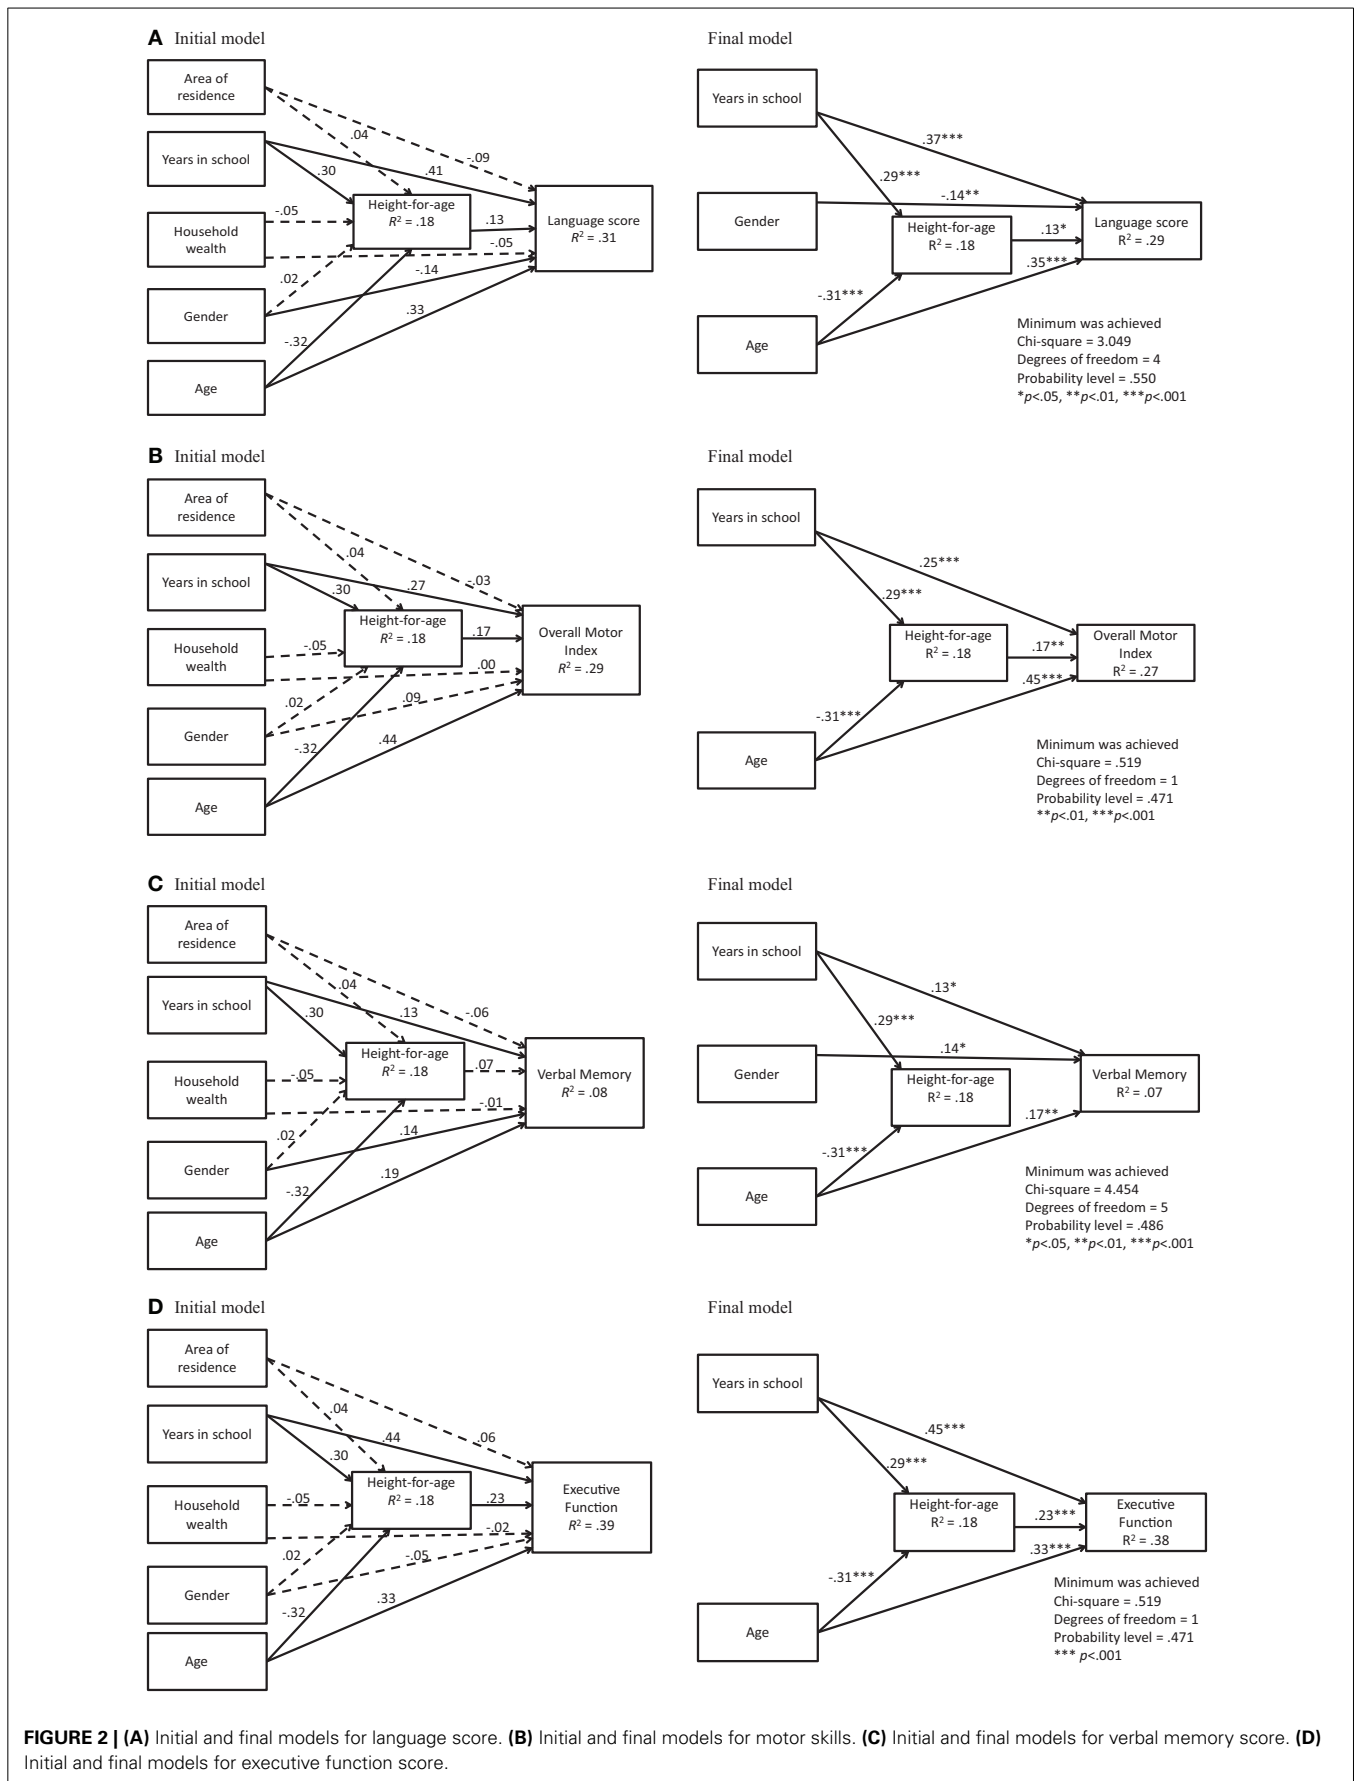 A Initial model
Area of
residence
Years in school
Household
wealth
Gender
Age
Height-for-age
R² = .18
Language score
R² = .31
.04
-.09
.30
.41
-.05
.13
-.05
.02
-.14
.33
-.32
Final model
Years in school
Gender
Age
Height-for-age
R² = .18
Language score
R² = .29
.37***
.29***
-.14**
.13*
.35***
-.31***
Minimum was achieved
Chi-square = 3.049
Degrees of freedom = 4
Probability level = .550
*p<.05, **p<.01, ***p<.001
B Initial model
Area of
residence
Years in school
Household
wealth
Gender
Age
Height-for-age
R² = .18
Overall Motor
Index
R² = .29
.04
-.03
.30
.27
-.05
.17
.00
.02
.09
-.32
.44
Final model
Years in school
Age
Height-for-age
R² = .18
Overall Motor
Index
R² = .27
.25***
.29***
.17**
.45***
-.31***
Minimum was achieved
Chi-square = .519
Degrees of freedom = 1
Probability level = .471
**p<.01, ***p<.001
C Initial model
Area of
residence
Years in school
Household
wealth
Gender
Age
Height-for-age
R² = .18
Verbal Memory
R² = .08
.04
-.06
.30
.13
-.05
.07
-.01
.02
.14
.19
-.32
Final model
Years in school
Gender
Age
Height-for-age
R² = .18
Verbal Memory
R² = .07
.13*
.29***
.14*
.17**
-.31***
Minimum was achieved
Chi-square = 4.454
Degrees of freedom = 5
Probability level = .486
*p<.05, **p<.01, ***p<.001
D Initial model
Area of
residence
Years in school
Household
wealth
Gender
Age
Height-for-age
R² = .18
Executive
Function
R² = .39
.04
.06
.44
.30
-.05
.23
-.02
.02
-.05
-.32
.33
Final model
Years in school
Age
Height-for-age
R² = .18
Executive
Function
R² = .38
.45***
.29***
.23***
.33***
-.31***
Minimum was achieved
Chi-square = .519
Degrees of freedom = 1
Probability level = .471
*** p<.001
FIGURE 2 | (A) Initial and final models for language score. (B) Initial and final models for motor skills. (C) Initial and final models for verbal memory score. (D)
Initial and final models for executive function score.